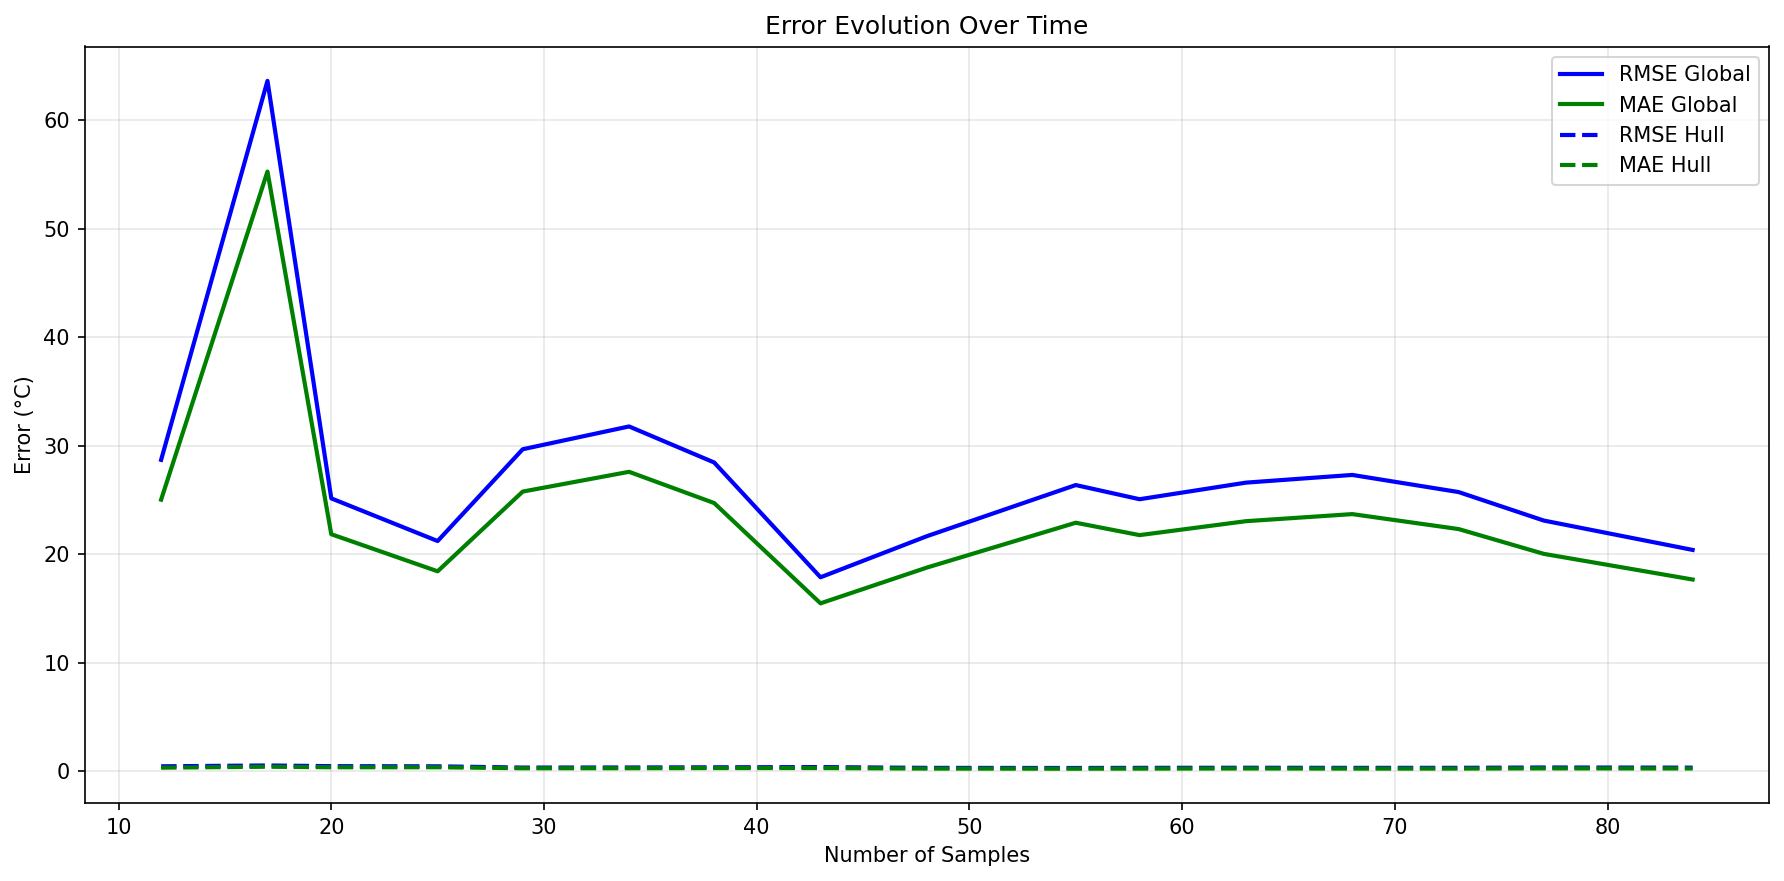 Error Evolution Over Time
RMSE Global
MAE Global
RMSE Hull
MAE Hull
Error (°C)
60
50
40
30
20
10
0
10 20 30 40 50 60 70 80
Number of Samples